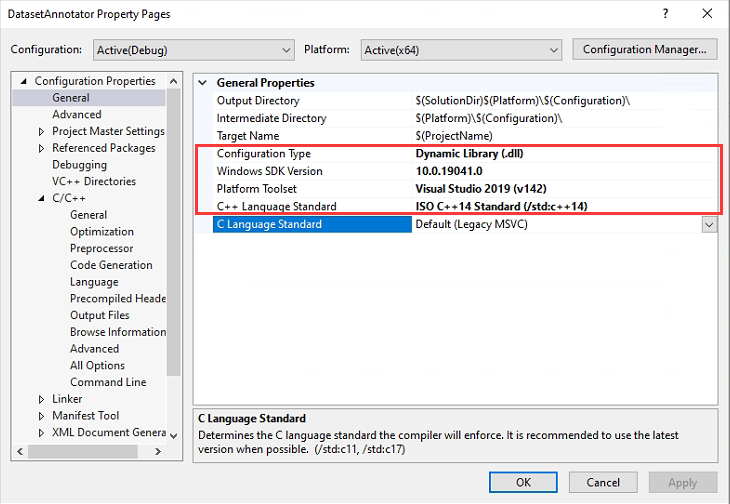 DatasetAnnotator Property Pages
Configuration: Active(Debug) Platform: Active(x64) Configuration Manager...
Configuration Properties
General
Advanced
Project Master Settings
Referenced Packages
Debugging
VC++ Directories
C/C++
General
Optimization
Preprocessor
Code Generation
Language
Precompiled Heade
Output Files
Browse Information
Advanced
All Options
Command Line
Linker
Manifest Tool
XML Document Genera
General Properties
Output Directory $(SolutionDir)$(Platform)\$(Configuration)\
Intermediate Directory $(Platform)\$(Configuration)\
Target Name $(ProjectName)
Configuration Type Dynamic Library (.dll)
Windows SDK Version 10.0.19041.0
Platform Toolset Visual Studio 2019 (v142)
C++ Language Standard ISO C++14 Standard (/std:c++14)
C Language Standard Default (Legacy MSVC)
C Language Standard
Determines the C language standard the compiler will enforce. It is recommended to use the latest
version when possible. (/std:c11, /std:c17)
OK Cancel Apply